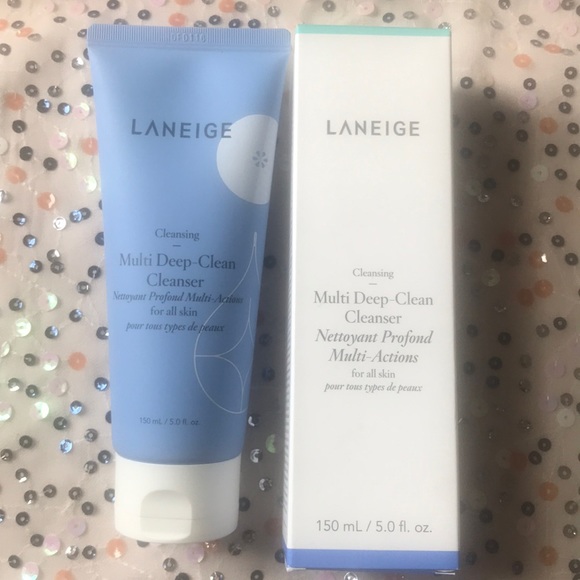 LANEIGE
Cleansing
Multi Deep-Clean
Cleanser
Nettoyant Profond Multi-Actions
for all skin
pour tous types de peaux
150 mL / 5.0 fl. oz.
LANEIGE
Cleansing
Multi Deep-Clean
Cleanser
Nettoyant Profond
Multi-Actions
for all skin
pour tous types de peaux
150 mL / 5.0 fl. oz.